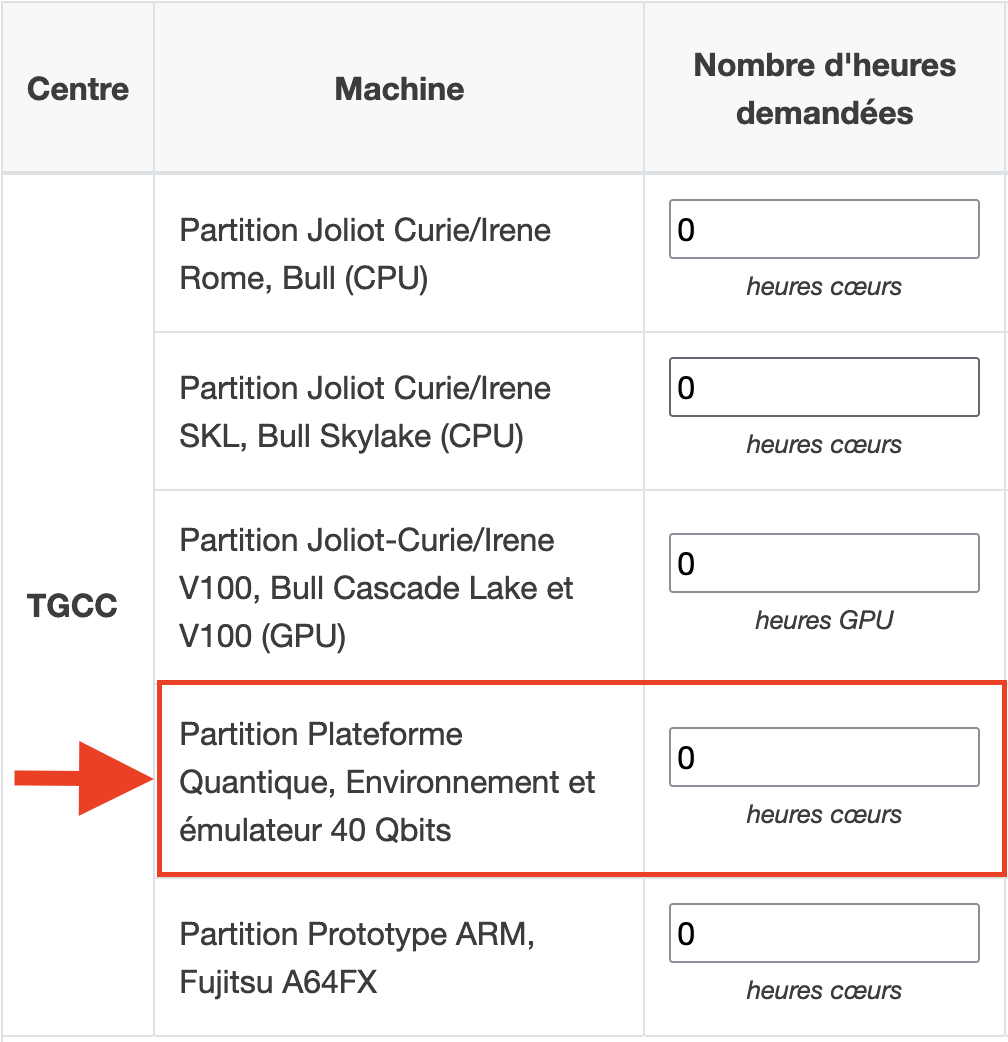 Centre
Machine
Nombre d'heures
demandées
TGCC
Partition Joliot Curie/Irene
Rome, Bull (CPU)
0
heures cœurs
Partition Joliot Curie/Irene
SKL, Bull Skylake (CPU)
0
heures cœurs
Partition Joliot-Curie/Irene
V100, Bull Cascade Lake et
V100 (GPU)
0
heures GPU
Partition Plateforme
Quantique, Environnement et
émulateur 40 Qbits
0
heures cœurs
Partition Prototype ARM,
Fujitsu A64FX
0
heures cœurs